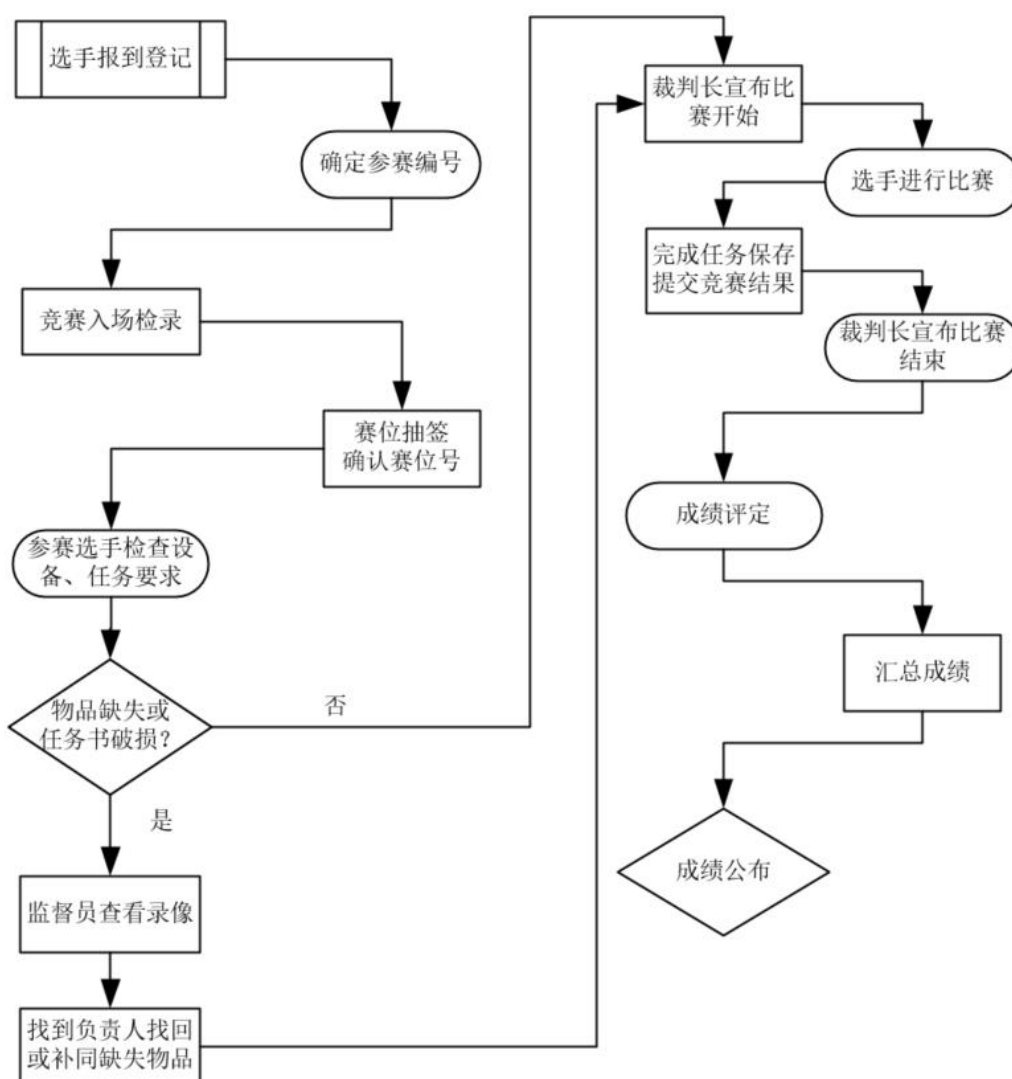 选手报到登记
确定参赛编号
竞赛入场检录
赛位抽签
确认赛位号
参赛选手检查设
备、任务要求
物品缺失或
任务书破损?
否
是
监督员查看录像
找到负责人找回
或补同缺失物品
裁判长宣布比
赛开始
选手进行比赛
完成任务保存
提交竞赛结果
裁判长宣布比赛
结束
成绩评定
汇总成绩
成绩公布